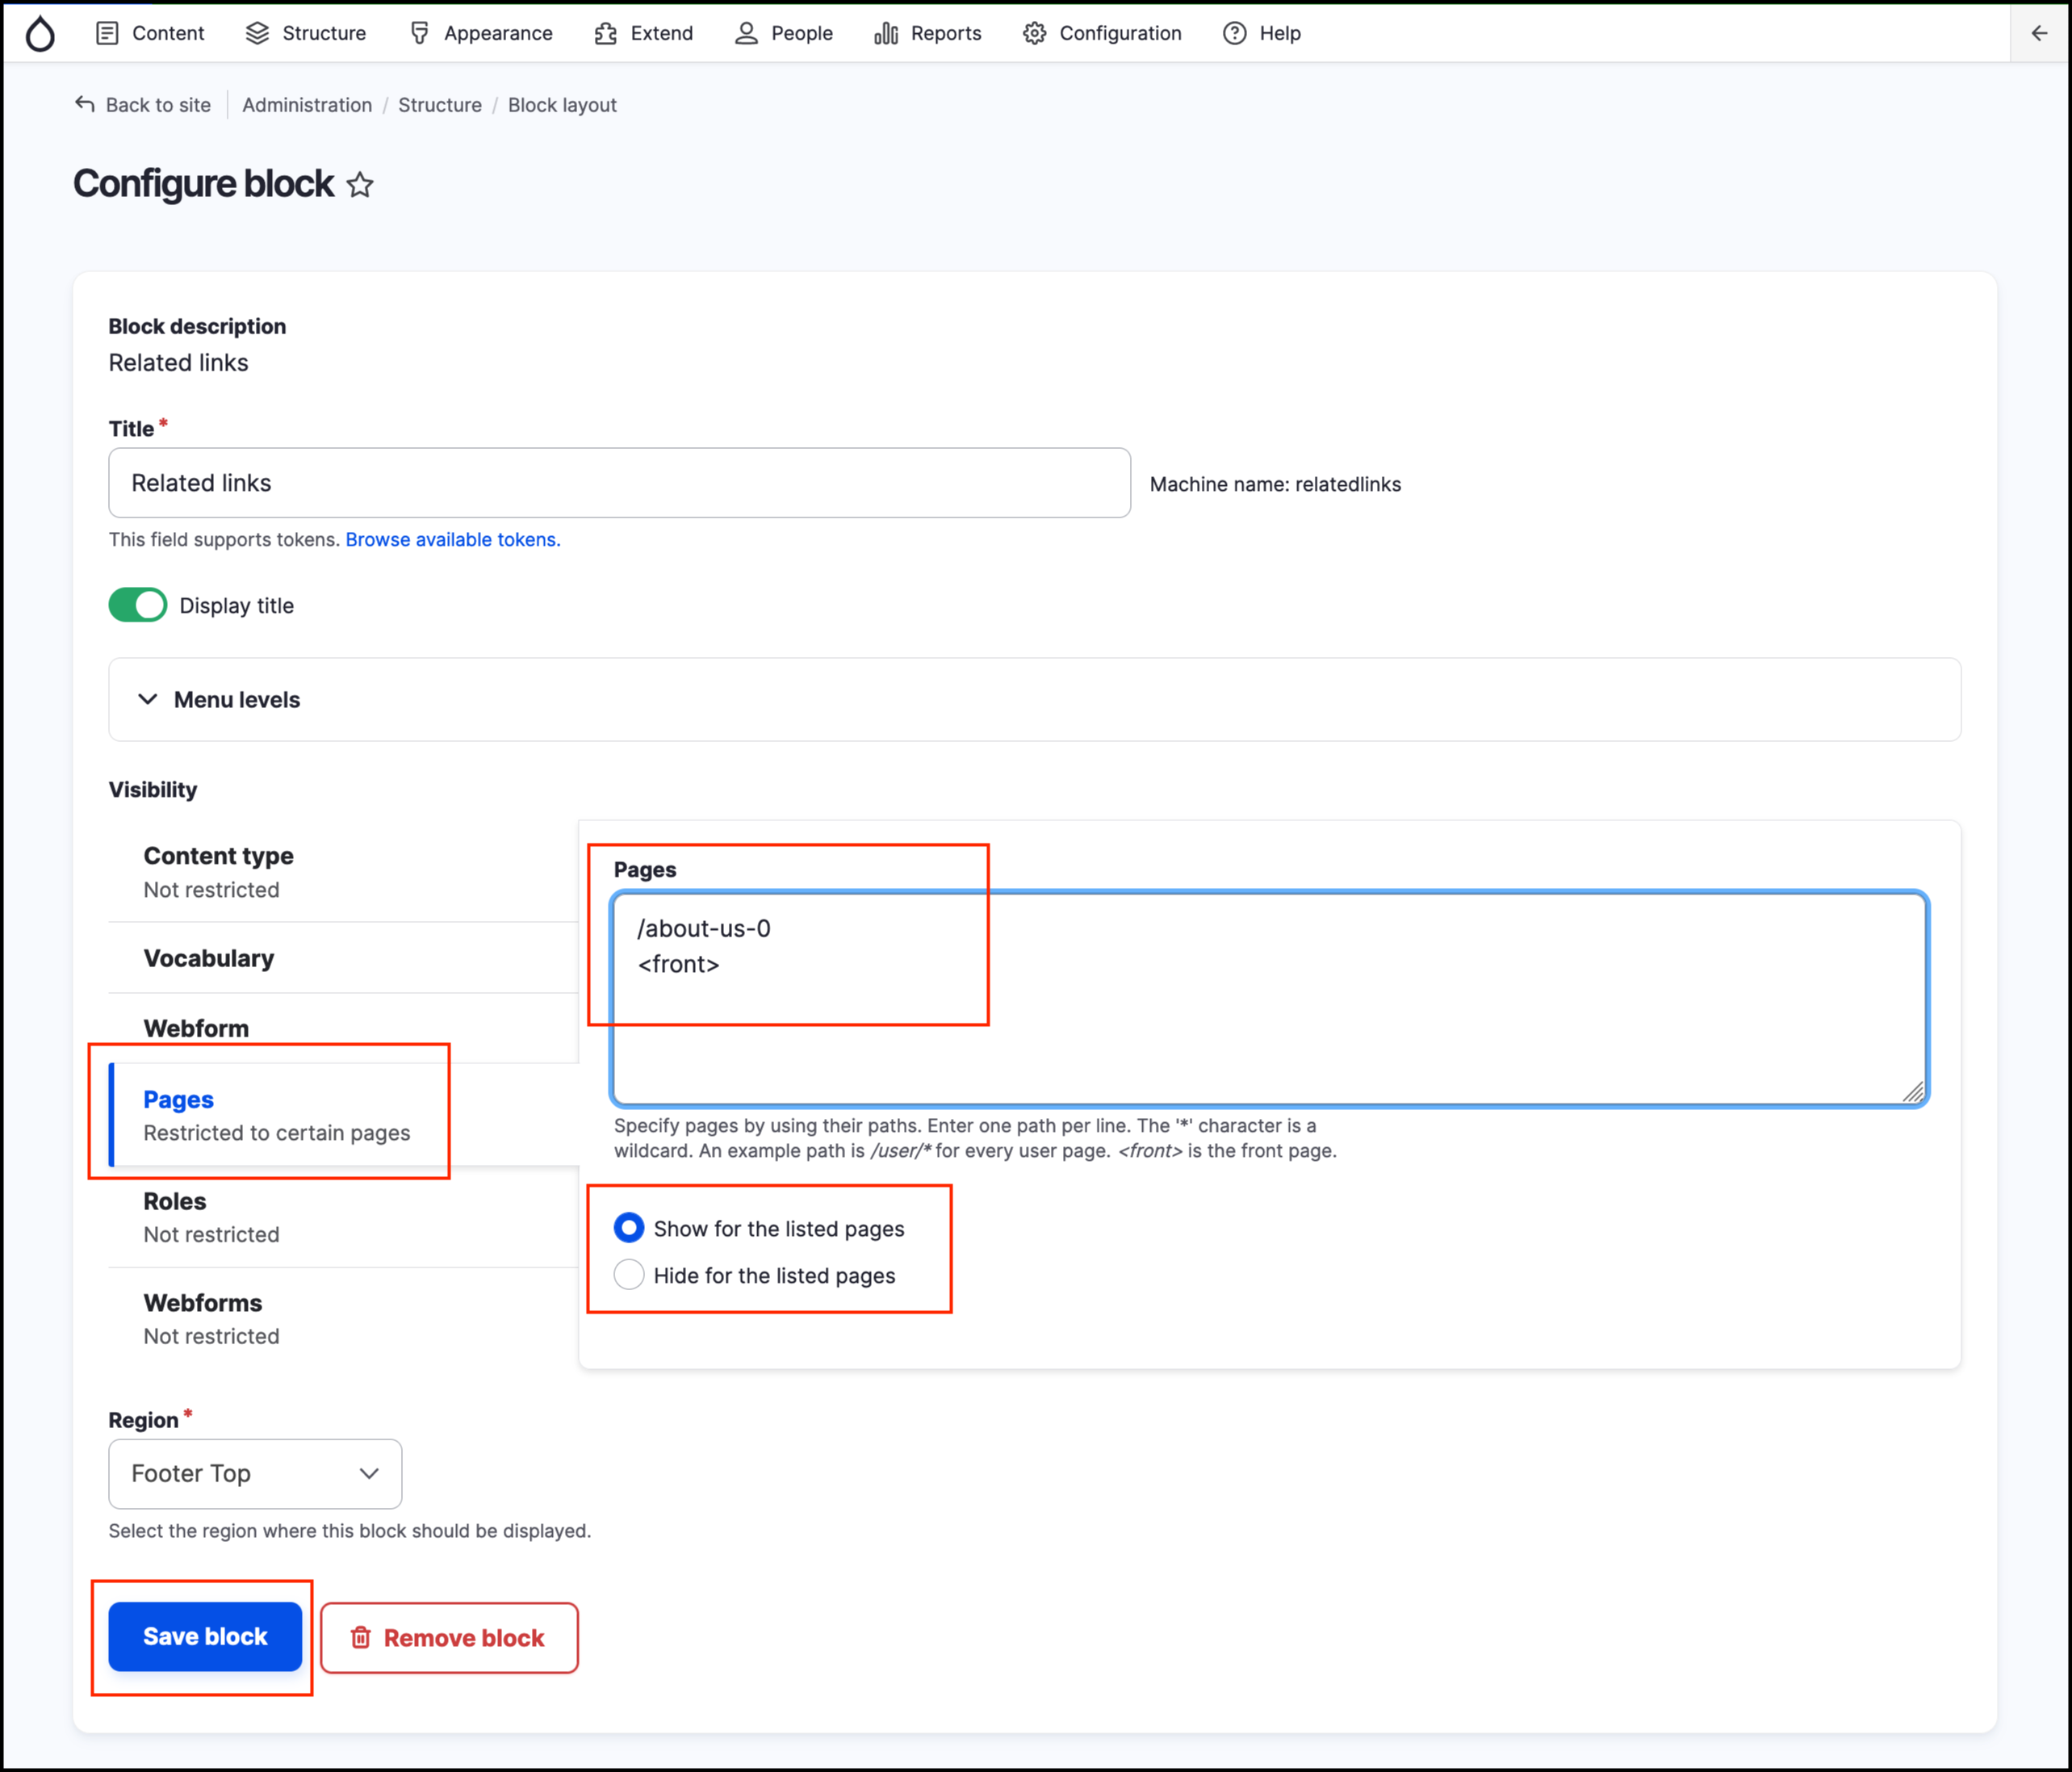 Content Structure Appearance Extend People Reports Configuration Help
Back to site Administration / Structure / Block layout
Configure block
Block description
Related links
Title *
Related links
Machine name: relatedlinks
This field supports tokens. Browse available tokens.
Display title
Menu levels
Visibility
Content type
Not restricted
Vocabulary
Webform
Pages
Restricted to certain pages
Roles
Not restricted
Webforms
Not restricted
Pages
/about-us-0
<front>
Specify pages by using their paths. Enter one path per line. The '*' character is a
wildcard. An example path is /user/* for every user page. <front> is the front page.
Show for the listed pages
Hide for the listed pages
Region *
Footer Top
Select the region where this block should be displayed.
Save block Remove block